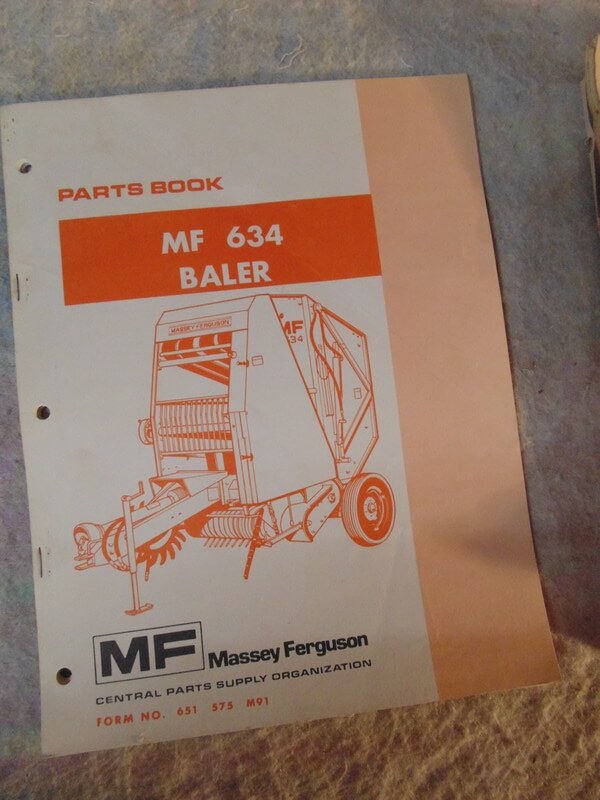 PARTS BOOK
MF 634
BALER
MASSEY FERGUSON
MF
34
MF Massey Ferguson
CENTRAL PARTS SUPPLY ORGANIZATION
FORM NO. 651 575 M91